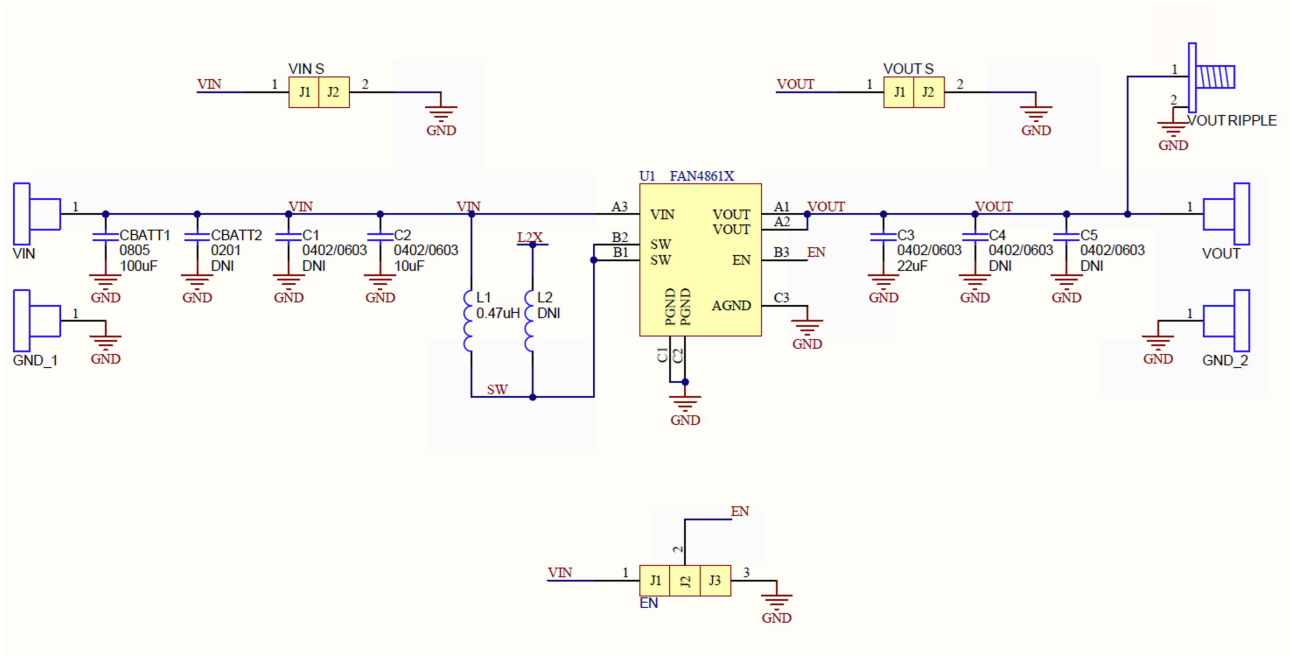 VIN S
VIN
1
J1
J2
2
GND
VOUT S
VOUT
1
J1
J2
2
GND
1
2
VOUT RIPPLE
GND
U1 FAN4861X
1
VIN
CBATT1
0805
100uF
GND
CBATT2
0201
DNI
GND
VIN
C1
0402/0603
DNI
GND
C2
0402/0603
10uF
GND
VIN
A3
B2
B1
VIN
SW
SW
VOUT
VOUT
EN
AGND
PGND
PGND
A1
A2
B3
C3
C1
C2
GND
VOUT
EN
GND
C3
0402/0603
22uF
GND
VOUT
C4
0402/0603
DNI
GND
C5
0402/0603
DNI
GND
1
VOUT
1
GND_1
GND
L2X
L1
0.47uH
L2
DNI
SW
1
GND
GND_2
EN
2
VIN
1
J1
J2
J3
3
EN
GND